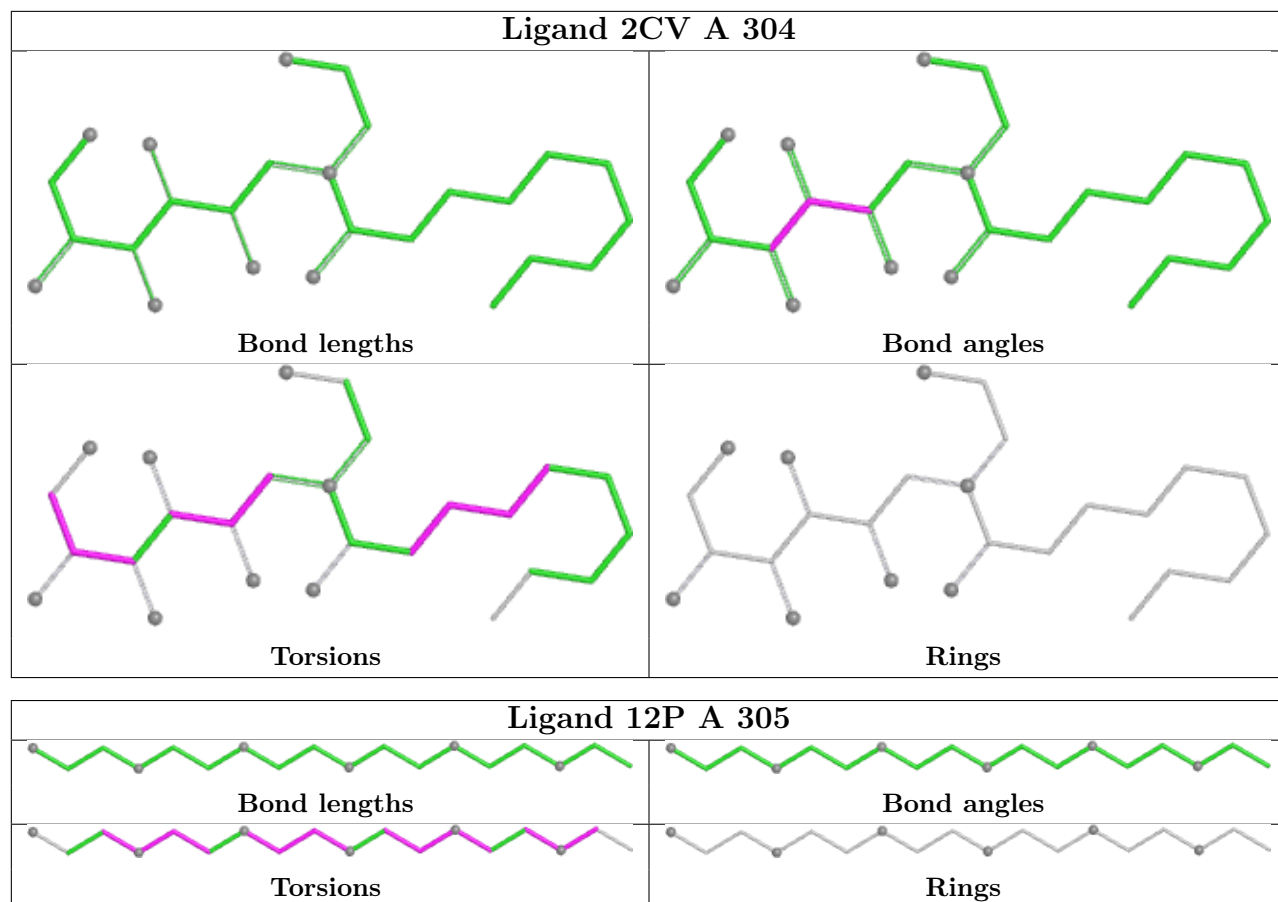 Ligand 2CV A 304
Bond lengths
Bond angles
Torsions
Rings
Ligand 12P A 305
Bond lengths
Bond angles
Torsions
Rings